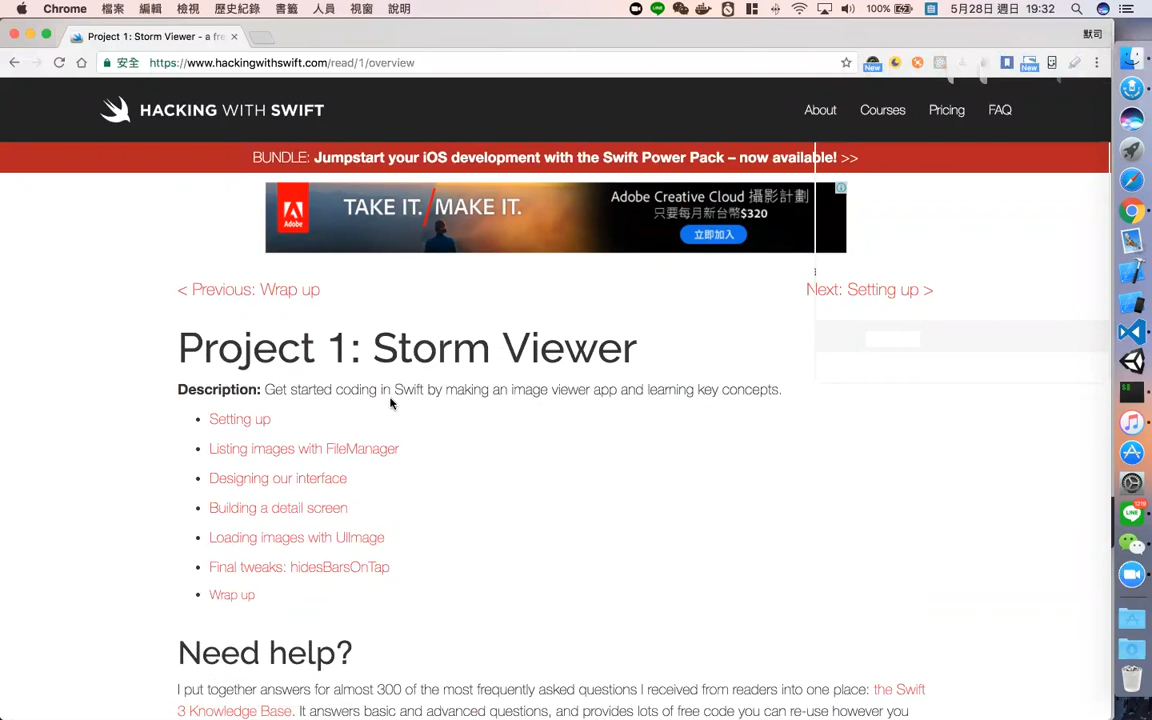 Chrome 檔案 編輯 檢視 歷史紀錄 書籤 人員 視窗 說明 100% 5月28日 週日 19:32
Project 1: Storm Viewer - a fre 默司
安全 https://www.hackingwithswift.com/read/1/overview New New
HACKING WITH SWIFT About Courses Pricing FAQ
BUNDLE: Jumpstart your iOS development with the Swift Power Pack – now available! >>
Adobe TAKE IT. MAKE IT. Adobe Creative Cloud 攝影計劃
只要每月新台幣$320
立即加入
< Previous: Wrap up Next: Setting up >
Project 1: Storm Viewer
Description: Get started coding in Swift by making an image viewer app and learning key concepts.
• Setting up
• Listing images with FileManager
• Designing our interface
• Building a detail screen
• Loading images with UIImage
• Final tweaks: hidesBarsOnTap
• Wrap up
Need help?
I put together answers for almost 300 of the most frequently asked questions I received from readers into one place: the Swift
3 Knowledge Base. It answers basic and advanced questions, and provides lots of free code you can re-use however you
LINE